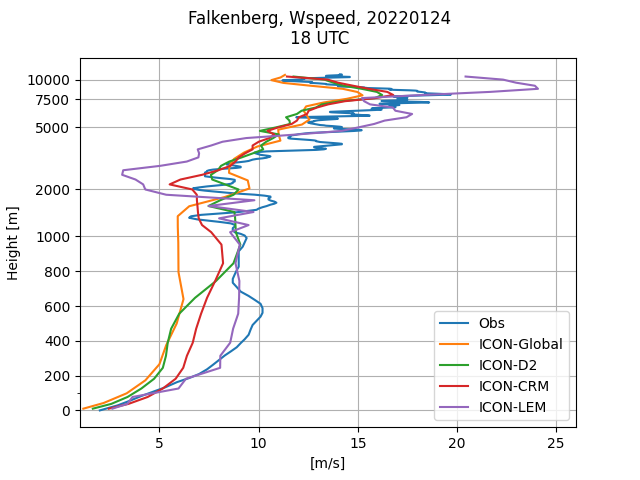 Falkenberg, Wspeed, 20220124
18 UTC
Height [m]
10000
7500
5000
2000
1000
800
600
400
200
0
5
10
15
20
25
[m/s]
Obs
ICON-Global
ICON-D2
ICON-CRM
ICON-LEM